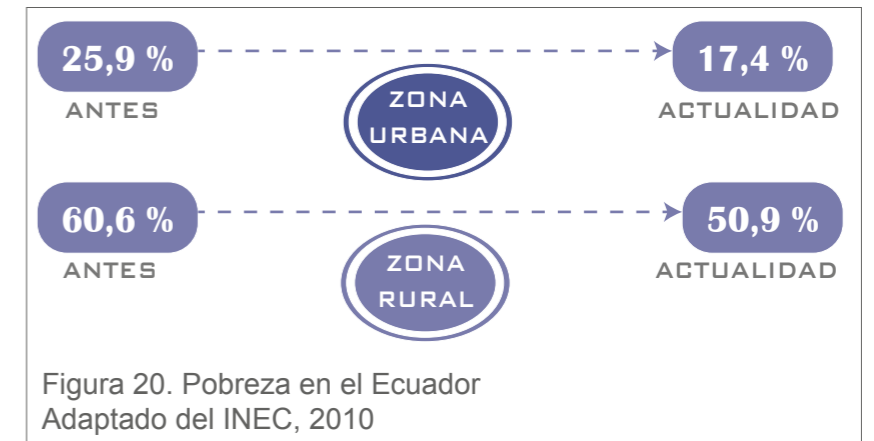 25,9 %
17,4 %
ANTES
ZONA
URBANA
ACTUALIDAD
60,6 %
50,9 %
ANTES
ZONA
RURAL
ACTUALIDAD
Figura 20. Pobreza en el Ecuador
Adaptado del INEC, 2010